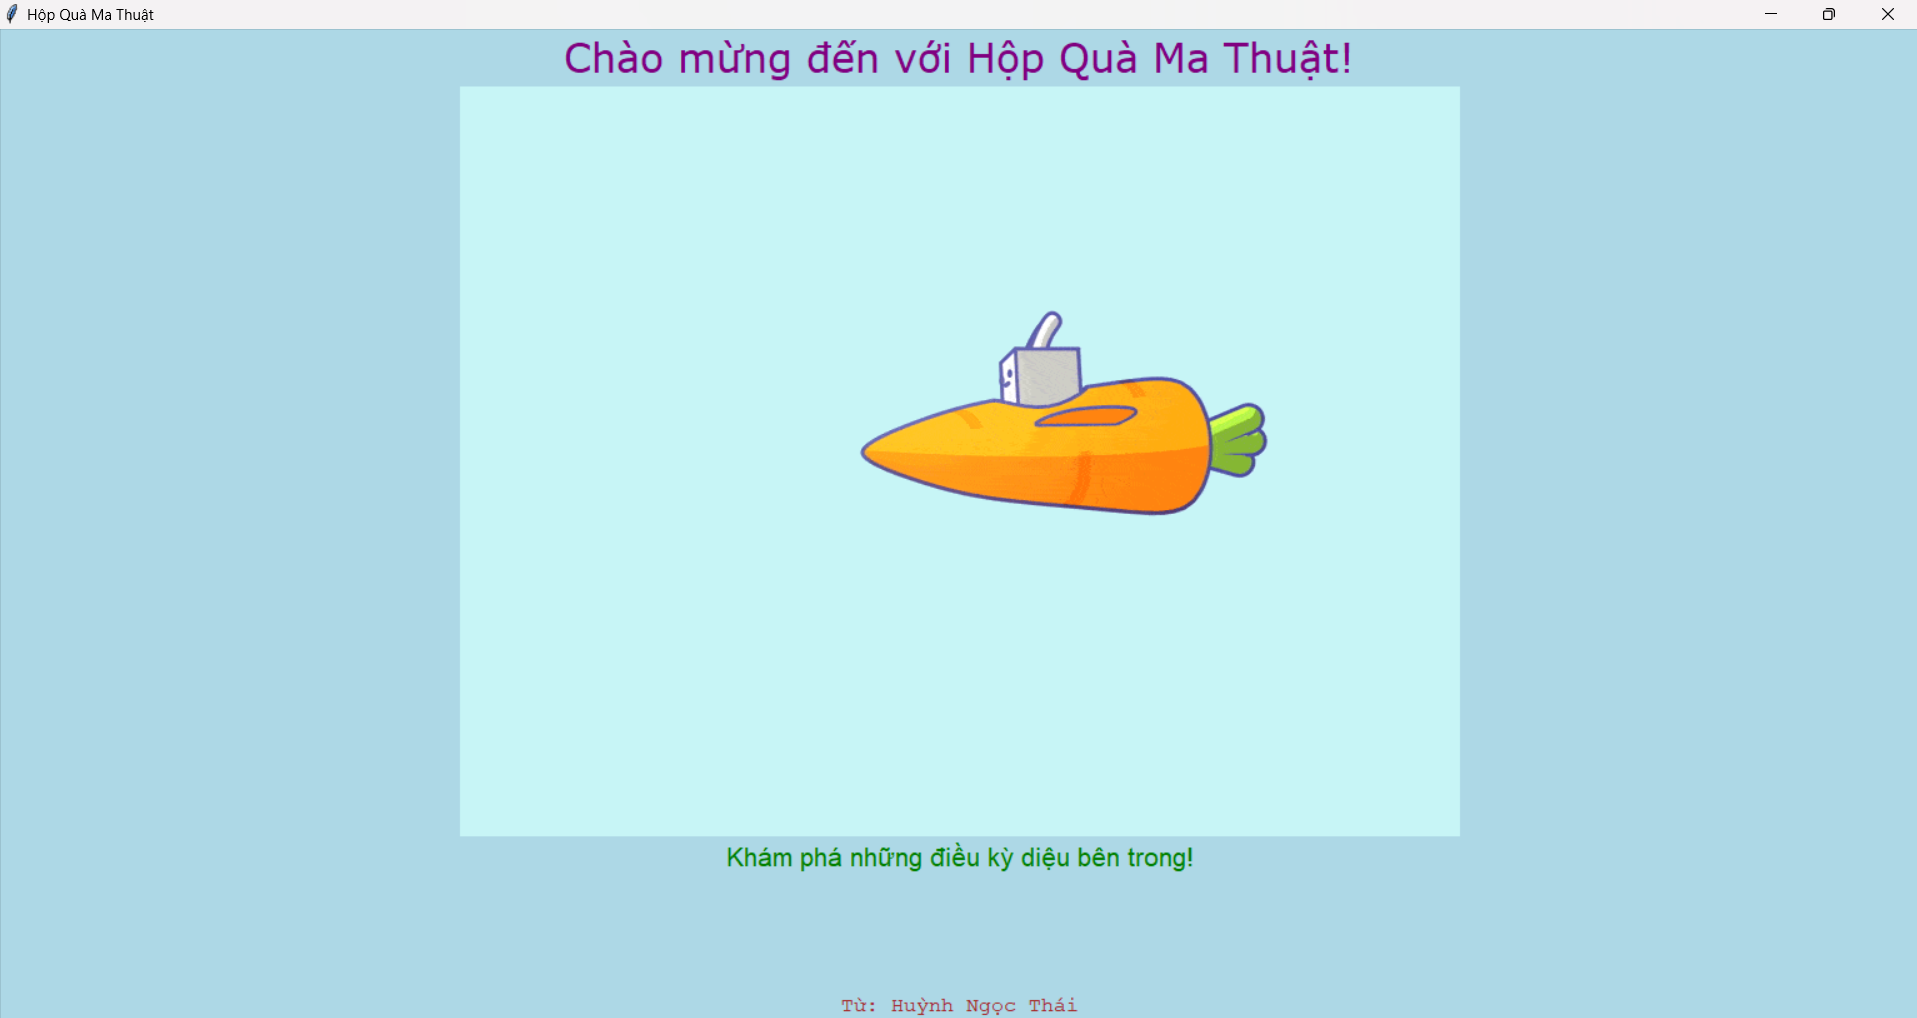 Hộp Quà Ma Thuật
Chào mừng đến với Hộp Quà Ma Thuật!
Khám phá những điều kỳ diệu bên trong!
Từ: Huỳnh Ngọc Thái